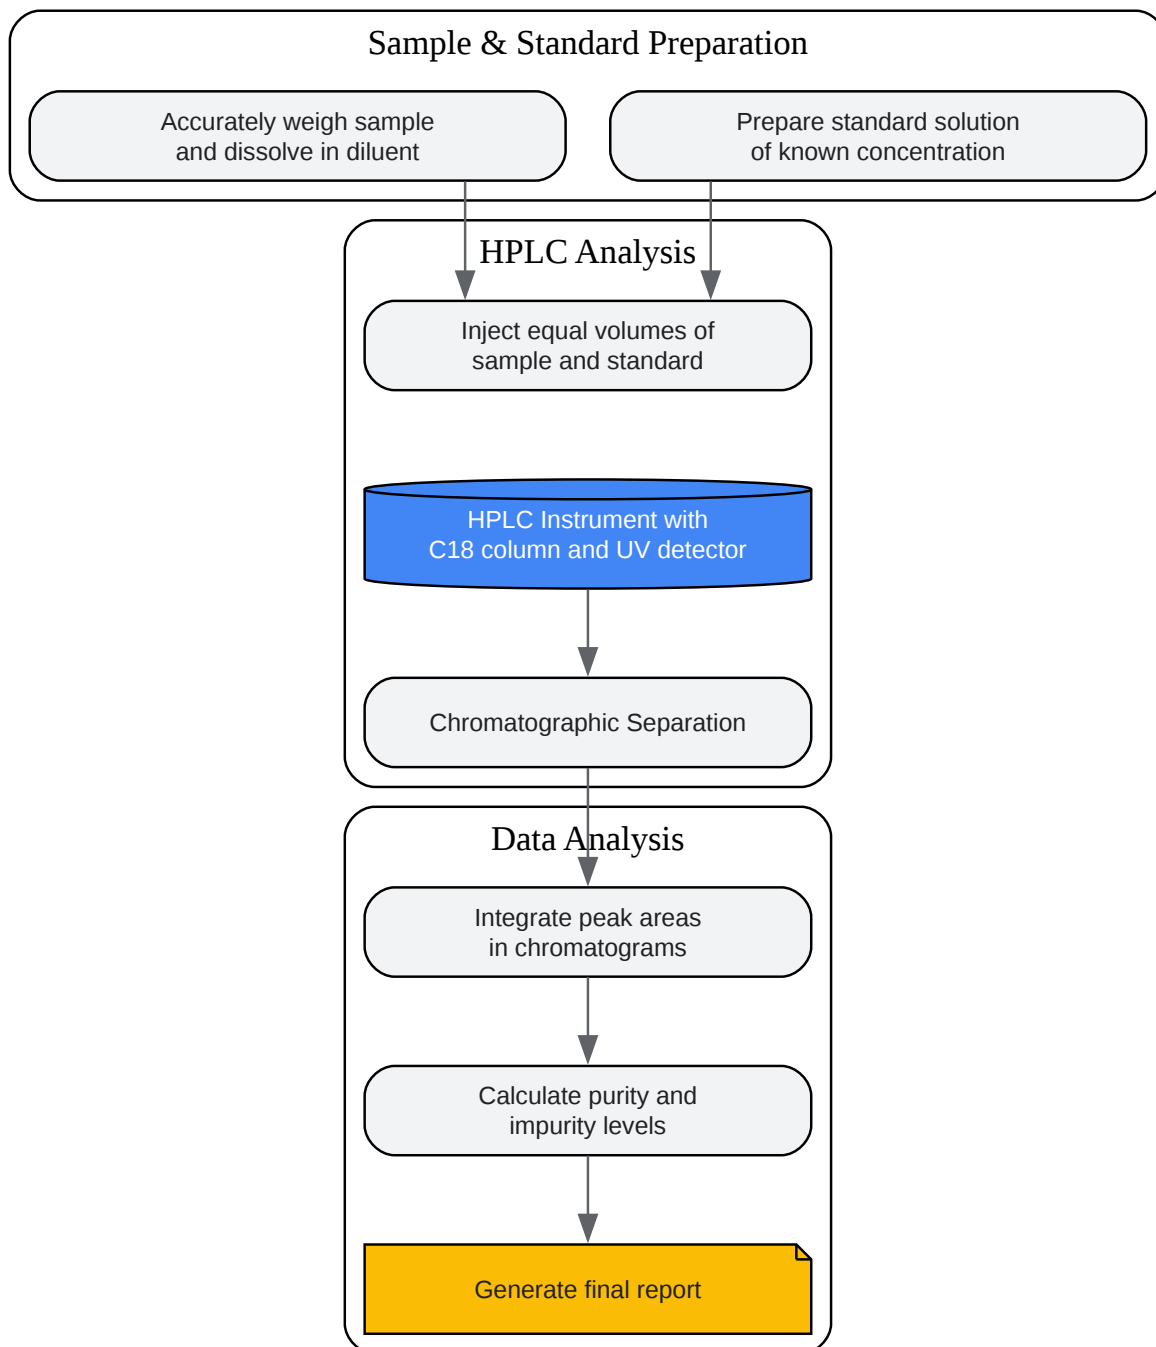 Sample & Standard Preparation
Accurately weigh sample
and dissolve in diluent
Prepare standard solution
of known concentration
HPLC Analysis
Inject equal volumes of
sample and standard
HPLC Instrument with
C18 column and UV detector
Chromatographic Separation
Data Analysis
Integrate peak areas
in chromatograms
Calculate purity and
impurity levels
Generate final report